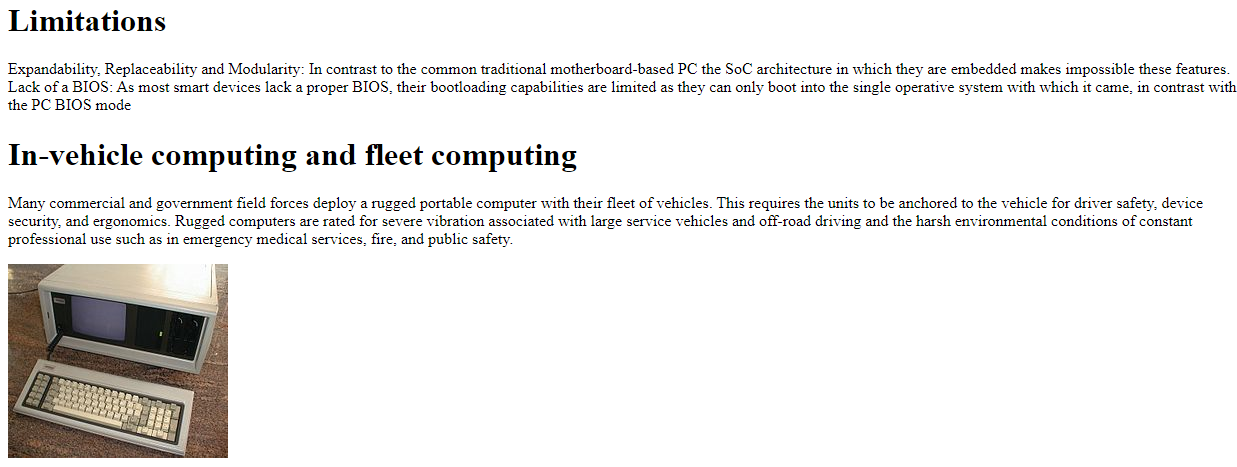 Limitations
Expandability, Replaceability and Modularity: In contrast to the common traditional motherboard-based PC the SoC architecture in which they are embedded makes impossible these features.
Lack of a BIOS: As most smart devices lack a proper BIOS, their bootloading capabilities are limited as they can only boot into the single operative system with which it came, in contrast with
the PC BIOS mode
In-vehicle computing and fleet computing
Many commercial and government field forces deploy a rugged portable computer with their fleet of vehicles. This requires the units to be anchored to the vehicle for driver safety, device
security, and ergonomics. Rugged computers are rated for severe vibration associated with large service vehicles and off-road driving and the harsh environmental conditions of constant
professional use such as in emergency medical services, fire, and public safety.